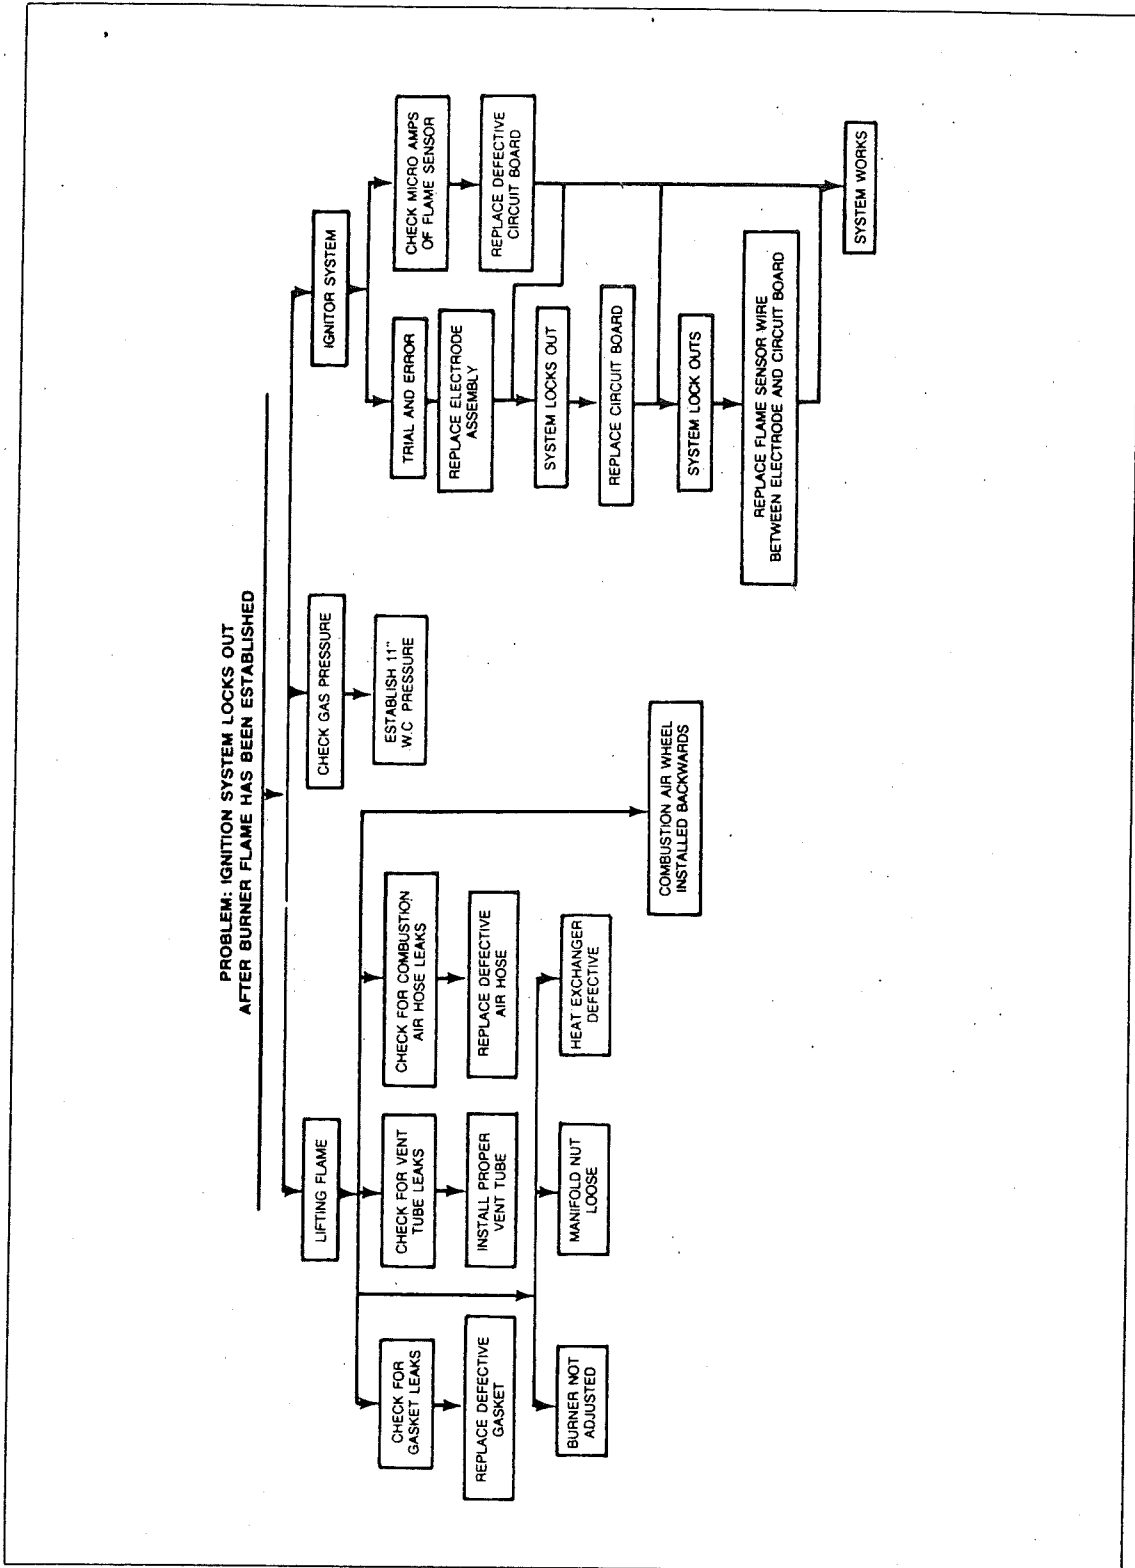 PROBLEM: IGNITION SYSTEM LOCKS OUT
AFTER BURNER FLAME HAS BEEN ESTABLISHED
LIFTING FLAME
CHECK GAS PRESSURE
IGNITOR SYSTEM
CHECK FOR
GASKET LEAKS
CHECK FOR VENT
TUBE LEAKS
CHECK FOR COMBUSTION
AIR HOSE LEAKS
ESTABLISH 11"
W.C PRESSURE
TRIAL AND ERROR
CHECK MICRO AMPS
OF FLAME SENSOR
REPLACE DEFECTIVE
GASKET
INSTALL PROPER
VENT TUBE
REPLACE DEFECTIVE
AIR HOSE
REPLACE ELECTRODE
ASSEMBLY
REPLACE DEFECTIVE
CIRCUIT BOARD
BURNER NOT
ADJUSTED
MANIFOLD NUT
LOOSE
HEAT EXCHANGER
DEFECTIVE
SYSTEM LOCKS OUT
REPLACE CIRCUIT BOARD
COMBUSTION AIR WHEEL
INSTALLED BACKWARDS
SYSTEM LOCK OUTS
REPLACE FLAME SENSOR WIRE
BETWEEN ELECTRODE AND CIRCUIT BOARD
SYSTEM WORKS